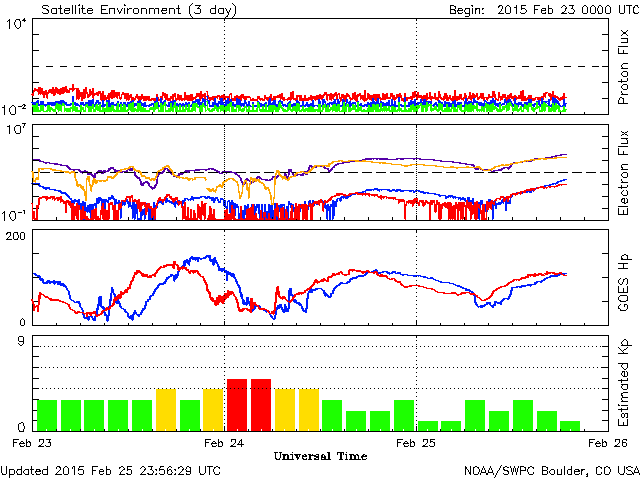 Satellite Environment (3 day)
Begin: 2015 Feb 23 0000 UTC
10^4
10^-2
Proton Flux
10^7
10^-1
Electron Flux
200
0
GOES Hp
9
0
Estimated Kp
Feb 23
Feb 24
Feb 25
Feb 26
Universal Time
Updated 2015 Feb 25 23:56:29 UTC
NOAA/SWPC Boulder, CO USA